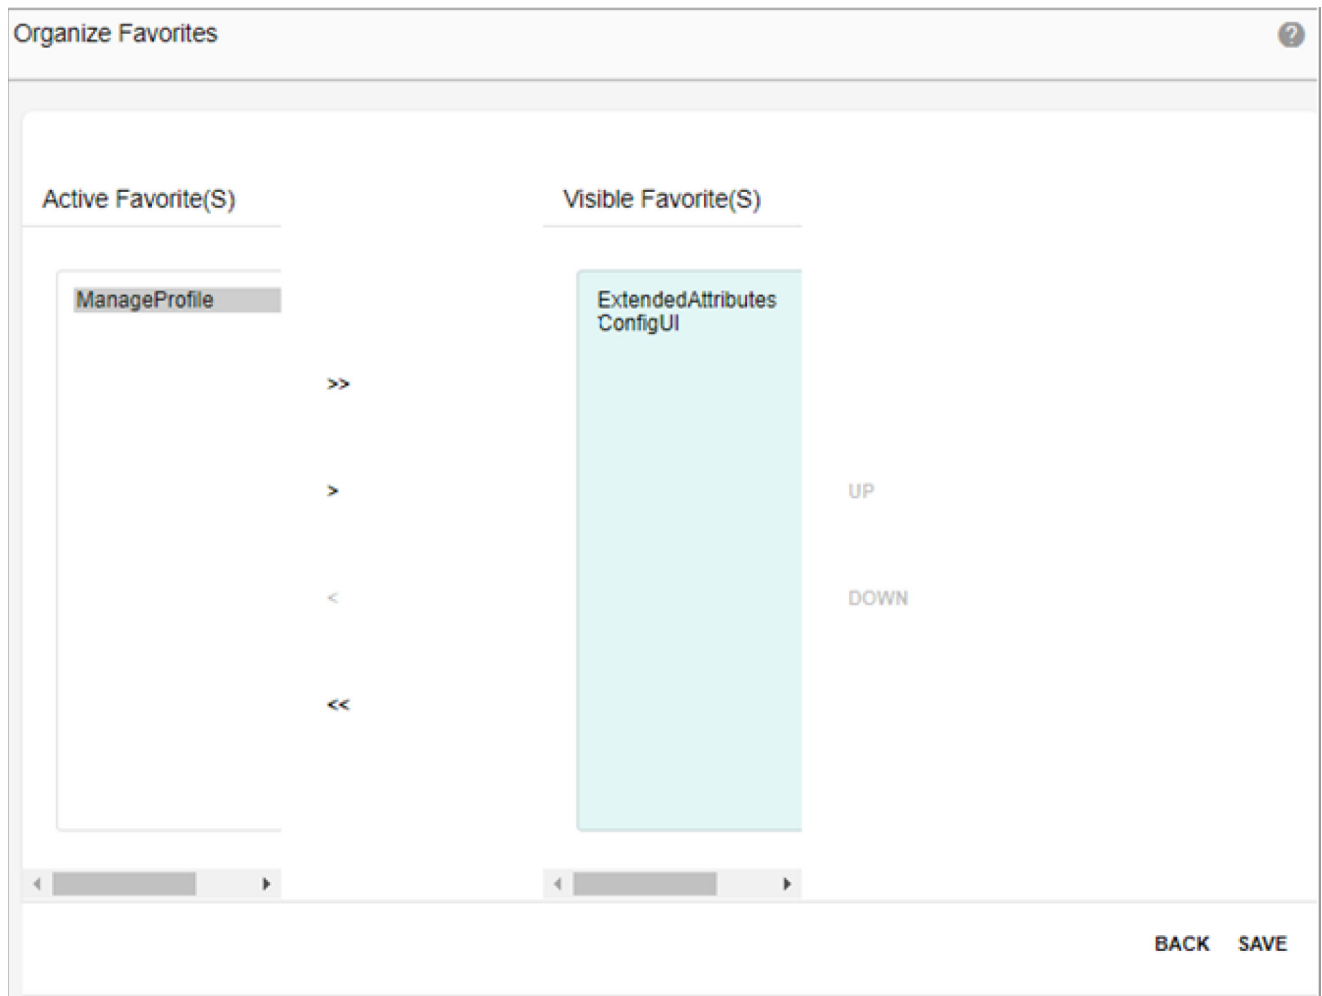 Organize Favorites
?
Active Favorite(S)
Visible Favorite(S)
ManageProfile
ExtendedAttributes
ConfigUI
>>
>
UP
<
DOWN
<<
BACK SAVE